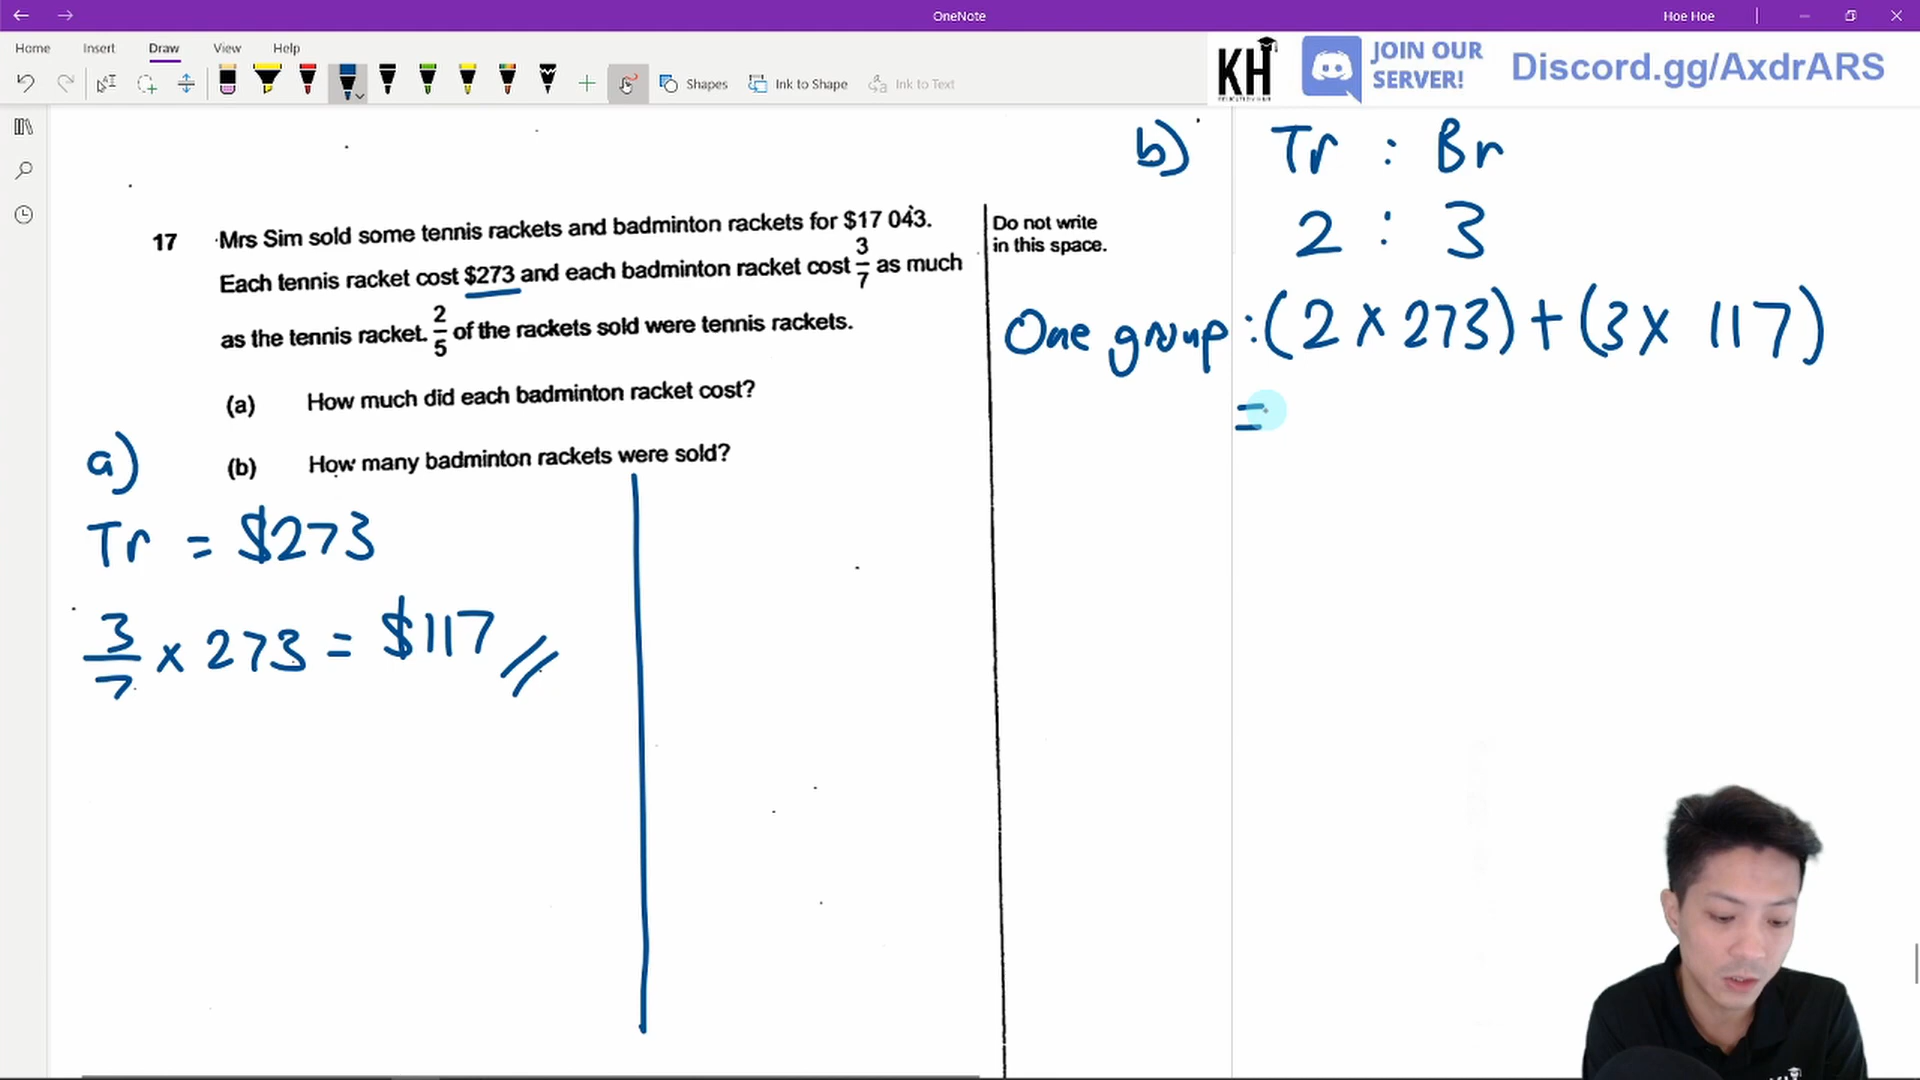 OneNote
Hoe Hoe
Home Insert Draw View Help
Shapes Ink to Shape Ink to Text
KH
JOIN OUR
SERVER!
Discord.gg/AxdrARS
17 Mrs Sim sold some tennis rackets and badminton rackets for $17 043.
Each tennis racket cost $273 and each badminton racket cost 3/7 as much
as the tennis racket. 2/5 of the rackets sold were tennis rackets.
(a) How much did each badminton racket cost?
(b) How many badminton rackets were sold?
Do not write
in this space.
a)
Tr = $273
3/7 x 273 = $117
b) Tr : Br
2 : 3
One group : (2 x 273) + (3 x 117)
=